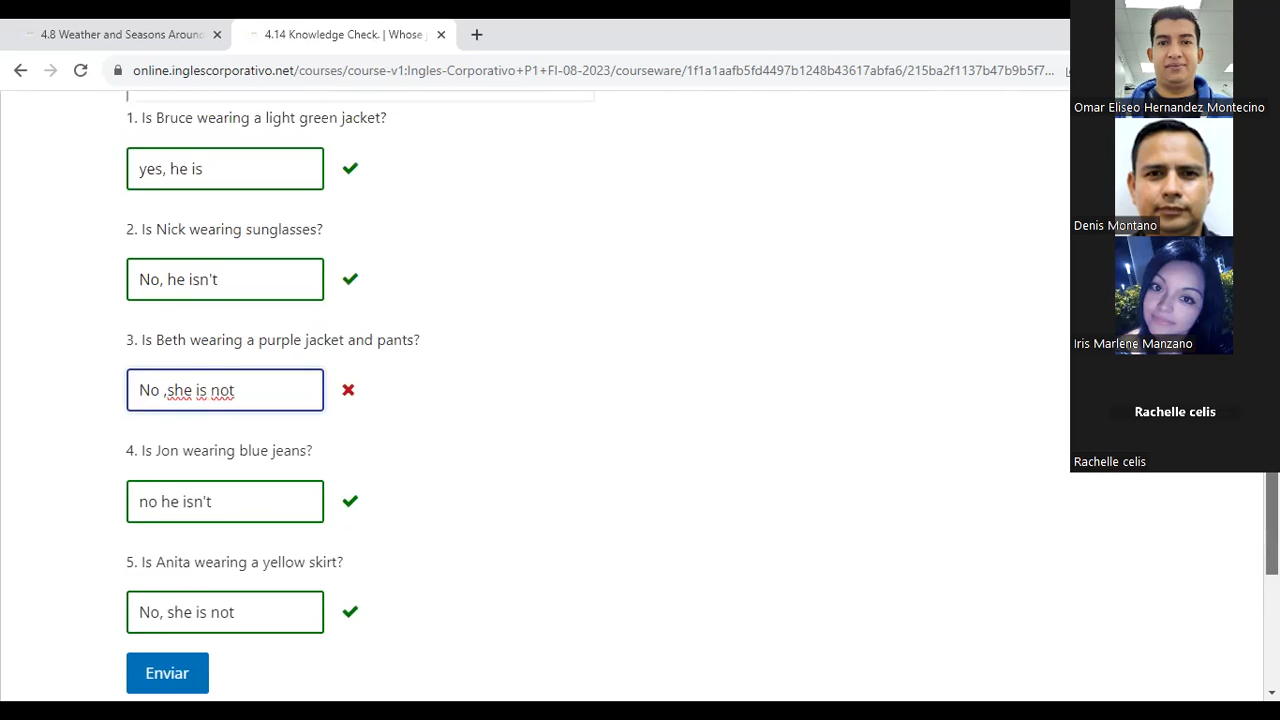 4.8 Weather and Seasons Around
4.14 Knowledge Check. | Whose
online.inglescorporativo.net/courses/course-v1:Ingles-Corporativo+P1+FI-08-2023/courseware/1f1a1aafb5fd4497b1248b43617abfa6/215ba2f1137b47b9b5f7...
1. Is Bruce wearing a light green jacket?
yes, he is
2. Is Nick wearing sunglasses?
No, he isn't
3. Is Beth wearing a purple jacket and pants?
No ,she is not
4. Is Jon wearing blue jeans?
no he isn't
5. Is Anita wearing a yellow skirt?
No, she is not
Enviar
Omar Eliseo Hernandez Montecino
Denis Montano
Iris Marlene Manzano
Rachelle celis
Rachelle celis